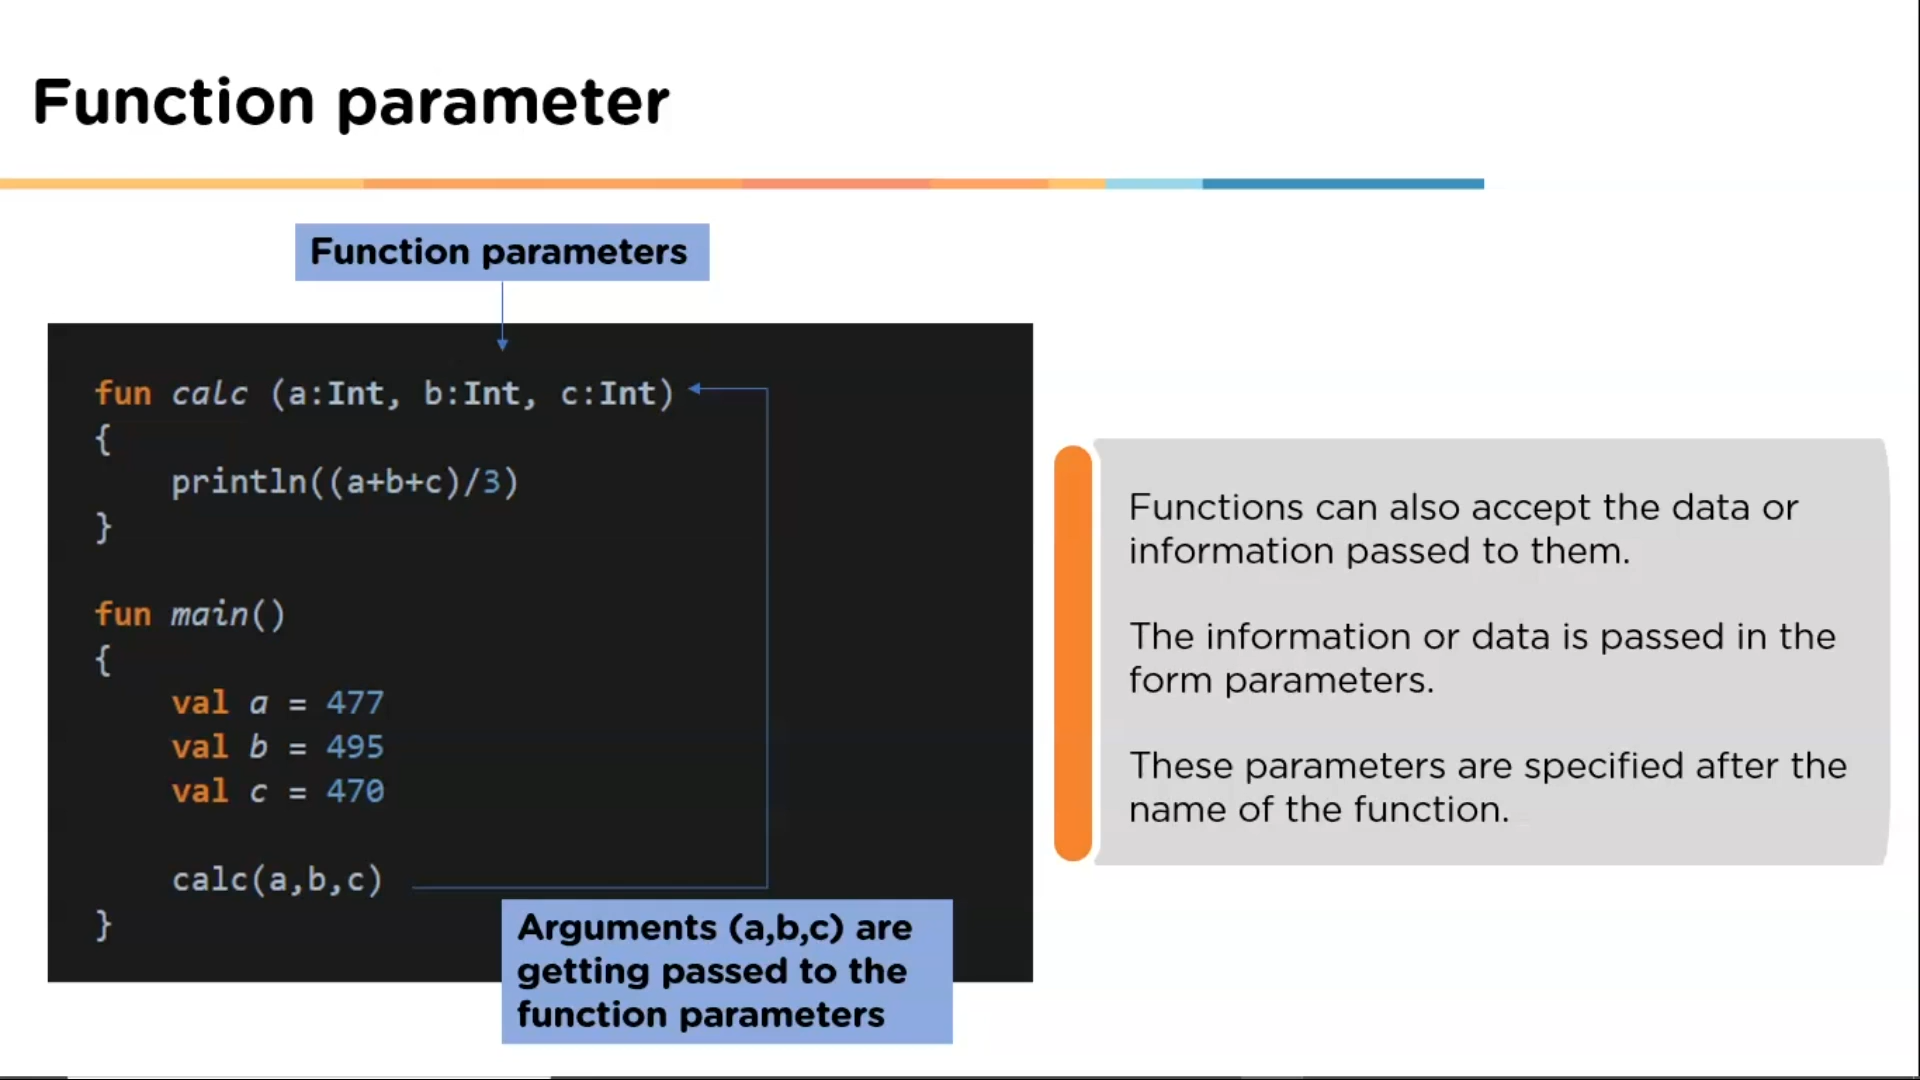 Function parameter
Function parameters
fun calc (a:Int, b:Int, c:Int)
{
    println((a+b+c)/3)
}
fun main()
{
    val a = 477
    val b = 495
    val c = 470
    calc(a,b,c)
}
Arguments (a,b,c) are
getting passed to the
function parameters
Functions can also accept the data or
information passed to them.
The information or data is passed in the
form parameters.
These parameters are specified after the
name of the function.